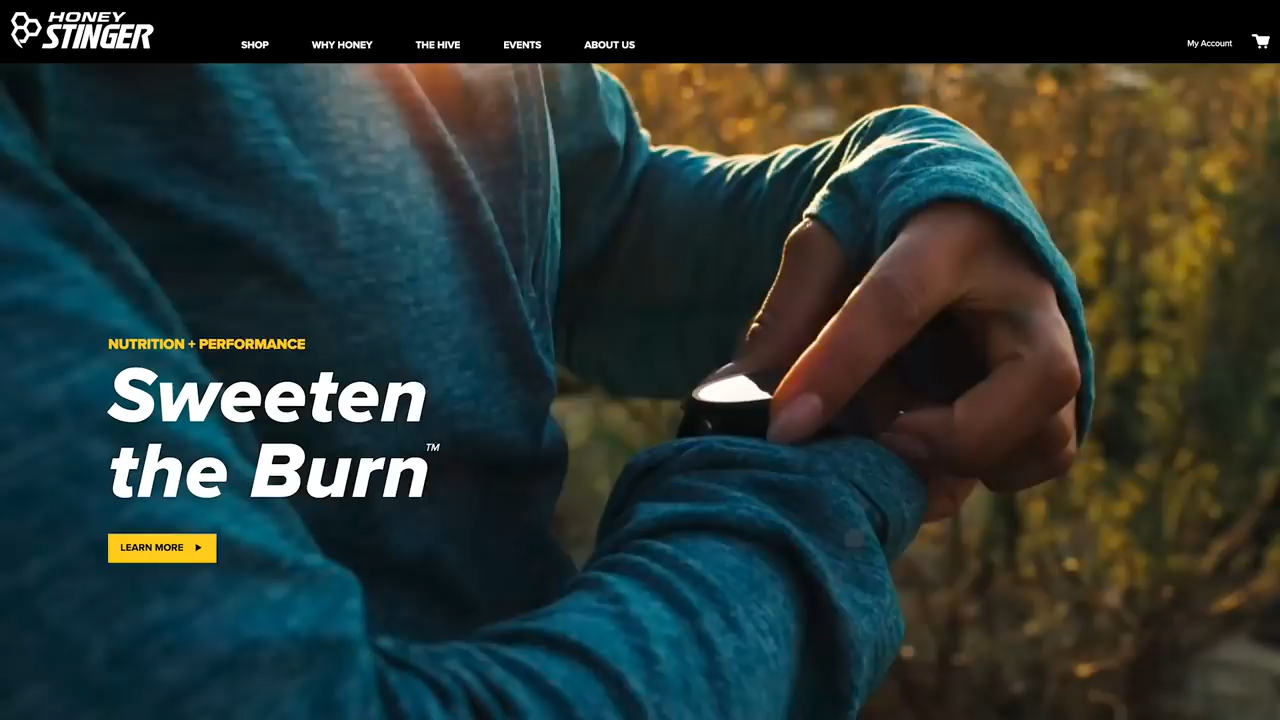 HONEY
STINGER
SHOP
WHY HONEY
THE HIVE
EVENTS
ABOUT US
My Account
NUTRITION + PERFORMANCE
Sweeten
the Burn™
LEARN MORE